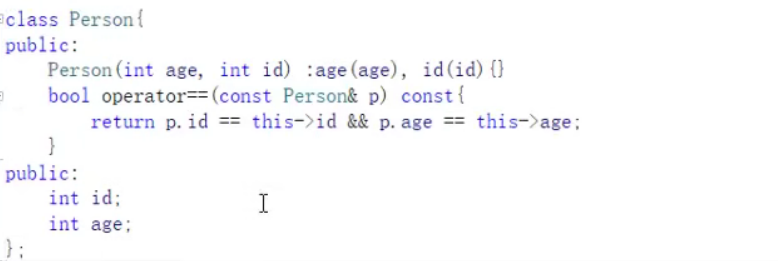 class Person{
public:
    Person(int age, int id) :age(age), id(id){}
    bool operator==(const Person& p) const{
        return p.id == this->id && p.age == this->age;
    }
public:
    int id;
    int age;
};